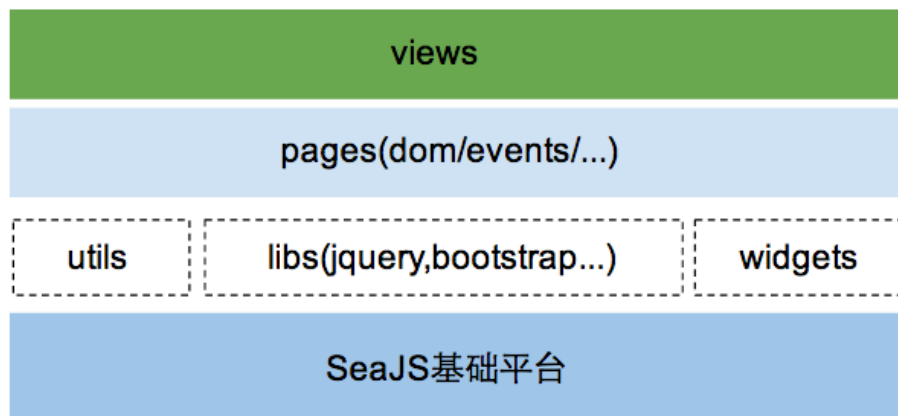 views
pages(dom/events/...)
utils
libs(jquery,bootstrap...)
widgets
SeaJS基础平台